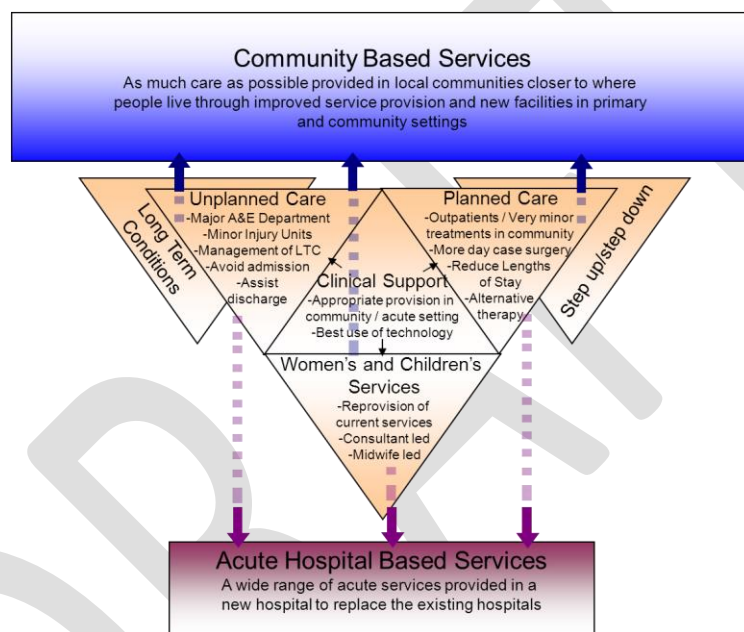 Community Based Services
As much care as possible provided in local communities closer to where
people live through improved service provision and new facilities in primary
and community settings
Long Term
Conditions
Unplanned Care
-Major A&E Department
-Minor Injury Units
-Management of LTC
-Avoid admission
-Assist
discharge
Planned Care
-Outpatients / Very minor
treatments in community
-More day case surgery
-Reduce Lengths
of Stay
-Alternative
therapy
Step up/step down
Clinical Support
-Appropriate provision in
community / acute setting
-Best use of technology
Women's and Children's
Services
-Reprovision of
current services
-Consultant led
-Midwife led
Acute Hospital Based Services
A wide range of acute services provided in a
new hospital to replace the existing hospitals